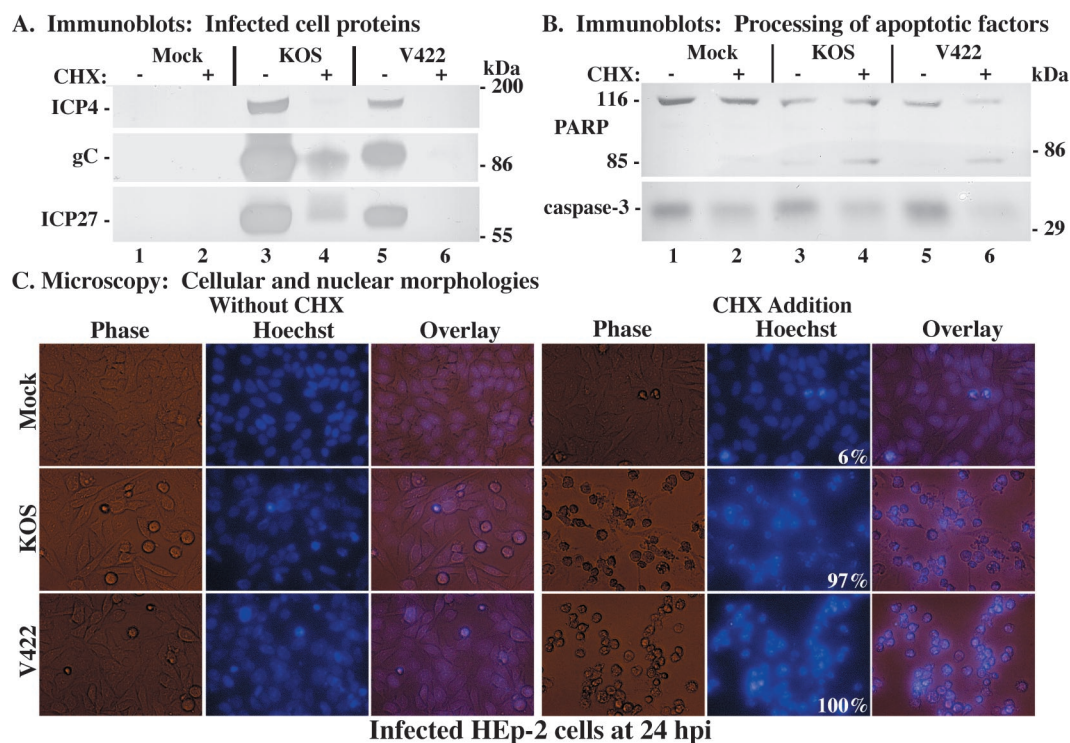 A. Immunoblots: Infected cell proteins
Mock KOS V422
CHX: - + - + - + kDa
- 200
ICP4
gC - 86
ICP27 - 55
1 2 3 4 5 6
B. Immunoblots: Processing of apoptotic factors
Mock KOS V422
CHX: - + - + - + kDa
116 -
PARP
- 86
85 -
caspase-3 -
- 29
1 2 3 4 5 6
C. Microscopy: Cellular and nuclear morphologies
Without CHX CHX Addition
Phase Hoechst Overlay Phase Hoechst Overlay
Mock
6%
KOS
97%
V422
100%
Infected HEp-2 cells at 24 hpi